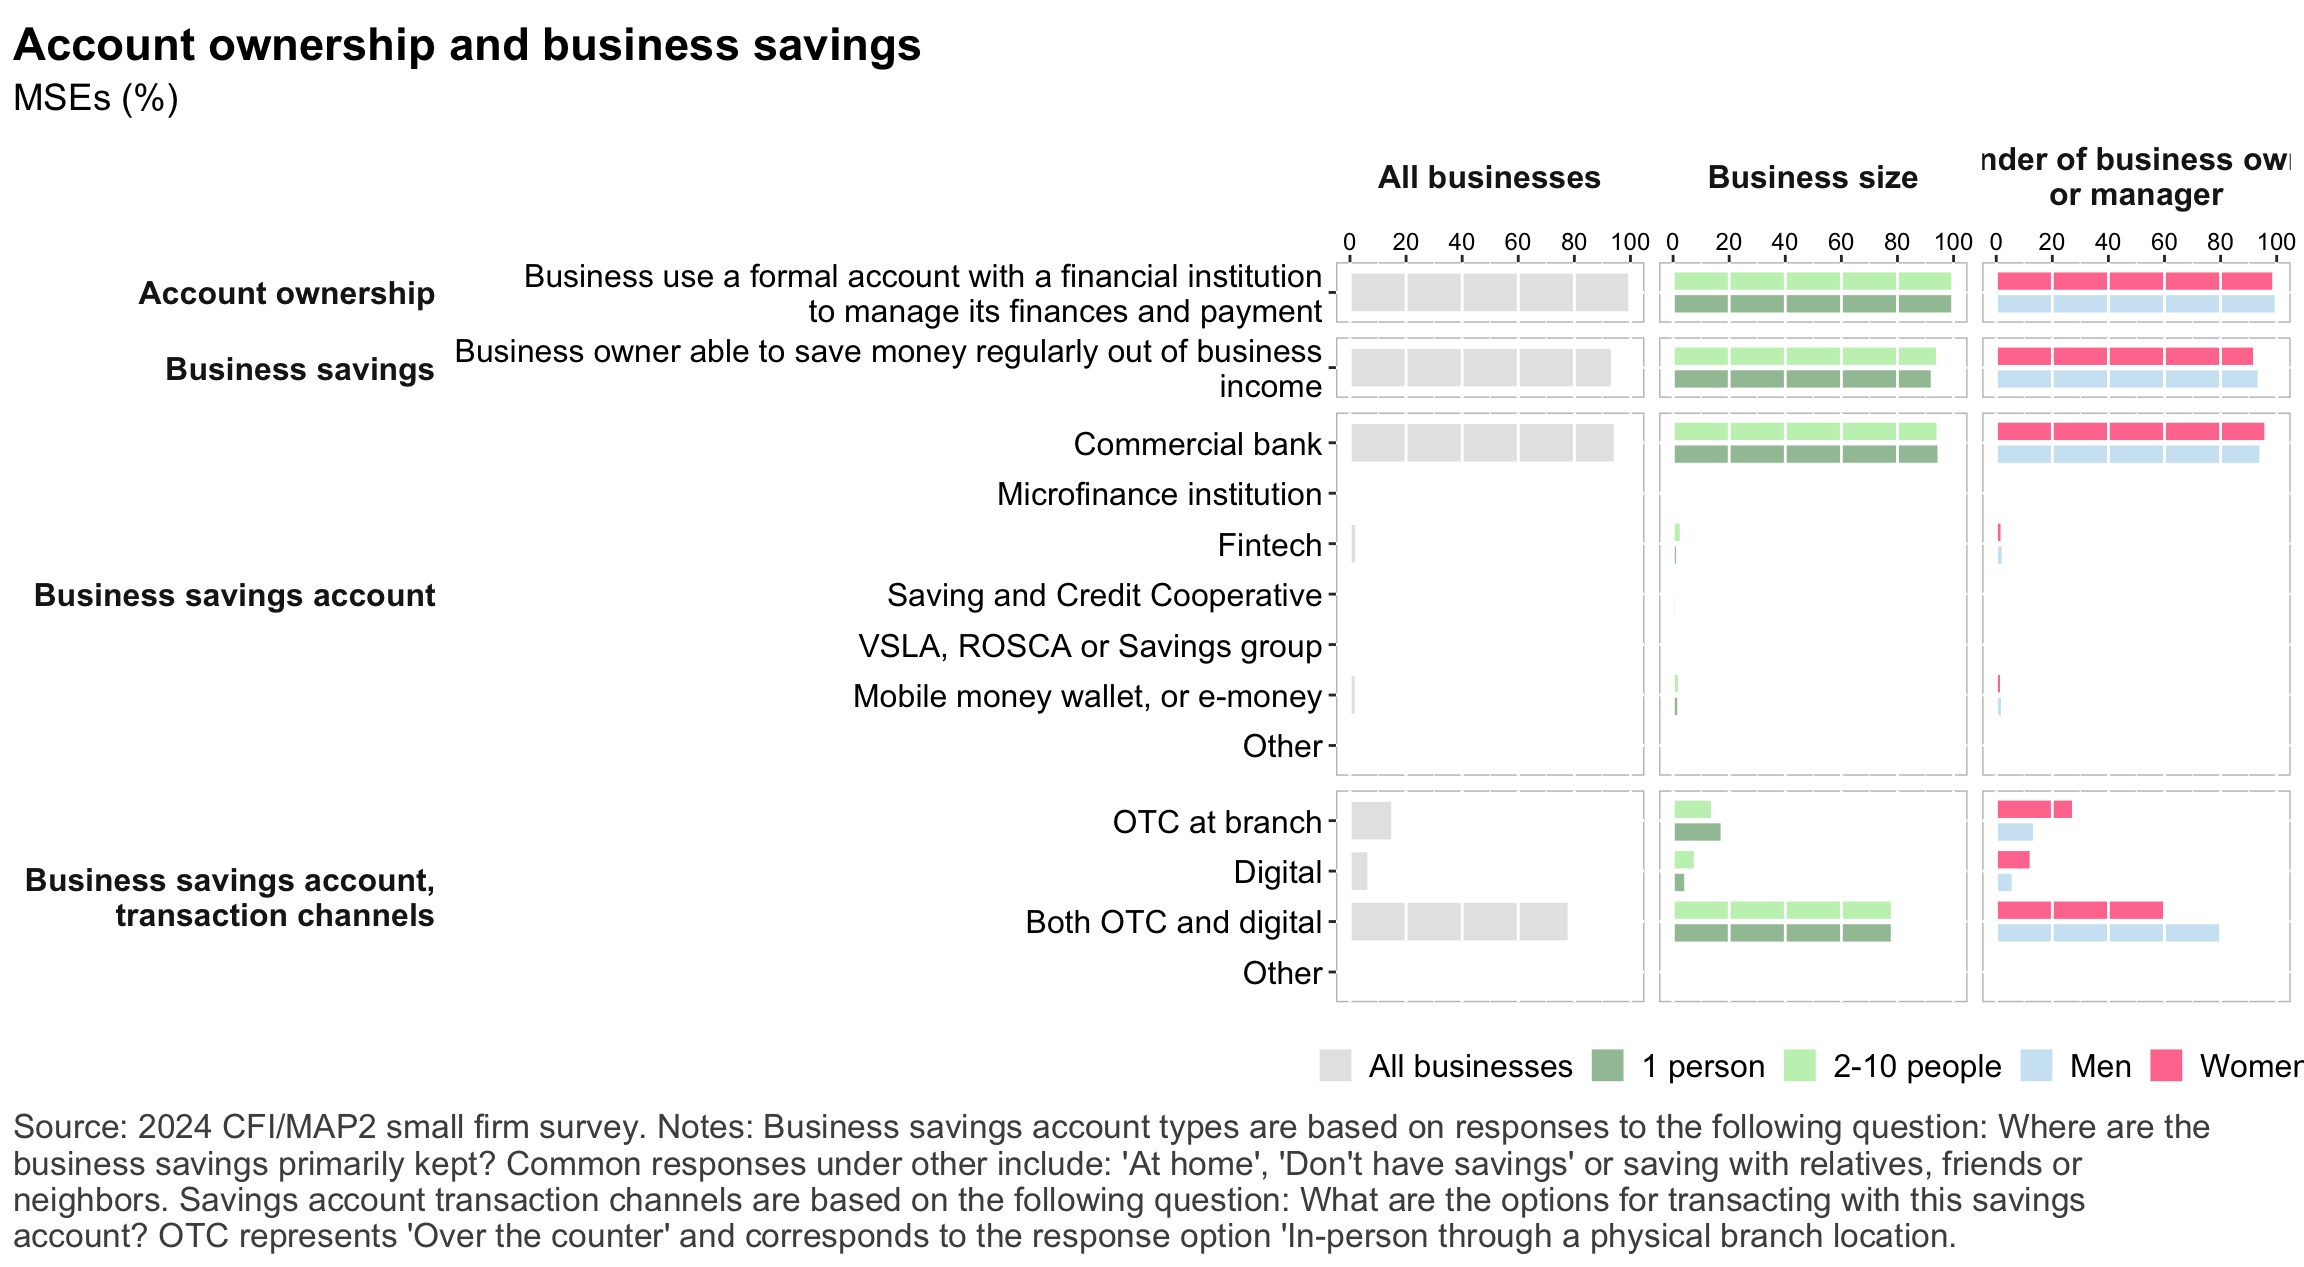 Account ownership and business savings
MSEs (%)
All businesses
Business size
nder of business ow
or manager
0 20 40 60 80 100
0 20 40 60 80 100
0 20 40 60 80 100
Account ownership
Business use a formal account with a financial institution
to manage its finances and payment
Business savings
Business owner able to save money regularly out of business
income
Business savings account
Commercial bank
Microfinance institution
Fintech
Saving and Credit Cooperative
VSLA, ROSCA or Savings group
Mobile money wallet, or e-money
Other
Business savings account,
transaction channels
OTC at branch
Digital
Both OTC and digital
Other
All businesses
1 person
2-10 people
Men
Women
Source: 2024 CFI/MAP2 small firm survey. Notes: Business savings account types are based on responses to the following question: Where are the
business savings primarily kept? Common responses under other include: 'At home', 'Don't have savings' or saving with relatives, friends or
neighbors. Savings account transaction channels are based on the following question: What are the options for transacting with this savings
account? OTC represents 'Over the counter' and corresponds to the response option 'In-person through a physical branch location.